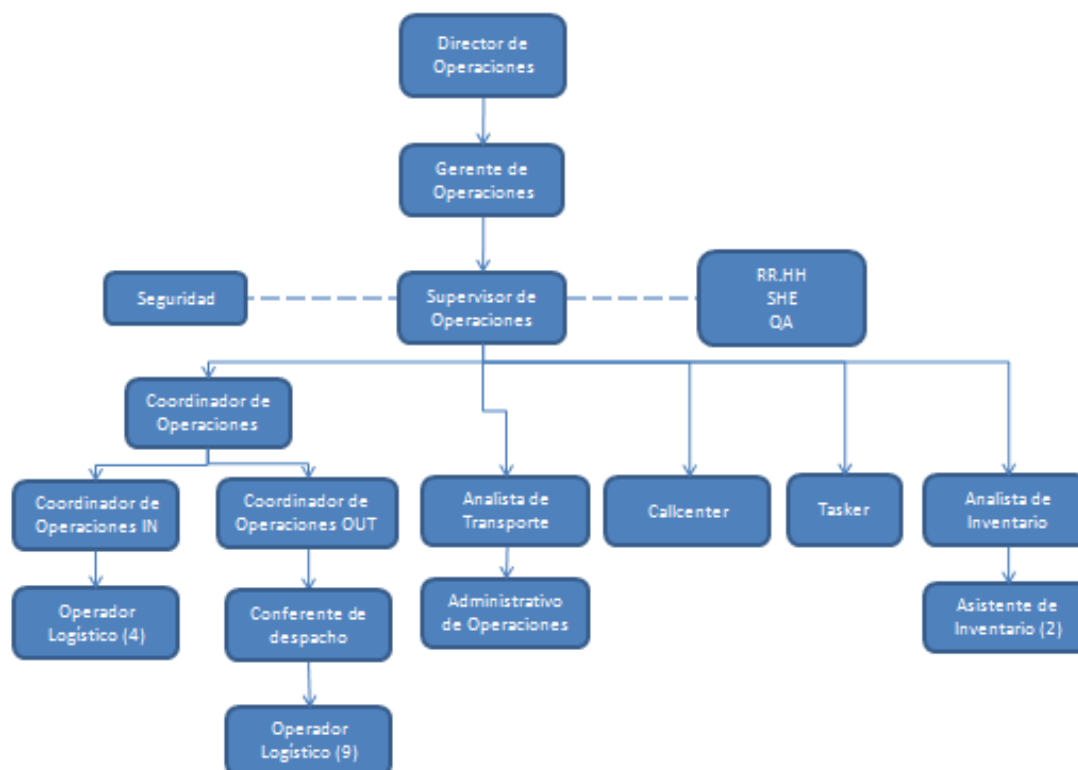 Director de
Operaciones
Gerente de
Operaciones
Seguridad
Supervisor de
Operaciones
RR.HH
SHE
QA
Coordinador de
Operaciones
Coordinador de
Operaciones IN
Coordinador de
Operaciones OUT
Analista de
Transporte
Callcenter
Tasker
Analista de
Inventario
Operador
Logístico (4)
Conferente de
despacho
Administrativo
de Operaciones
Asistente de
Inventario (2)
Operador
Logístico (9)